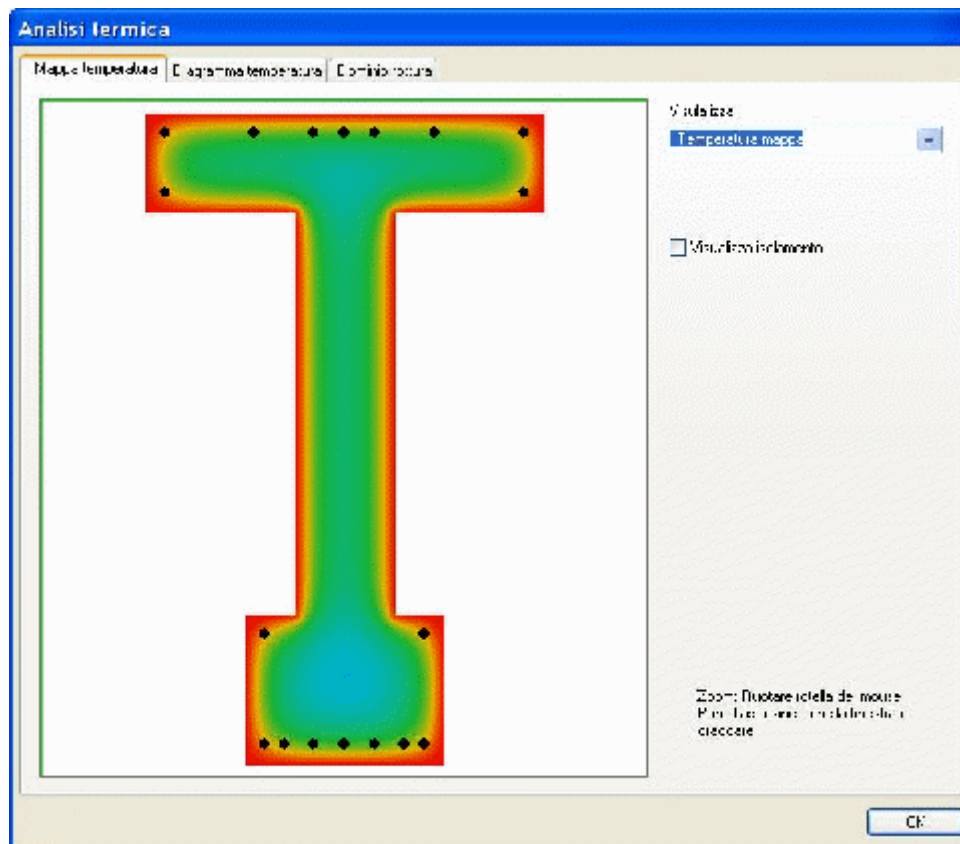 Analisi termica
Mappa temperatura
Diagramma temperatura
Dominio rottura
Visualizza
Temperatura mappa
Visualizza isolamento
Zoom: Ruotare rotella del mouse
OK